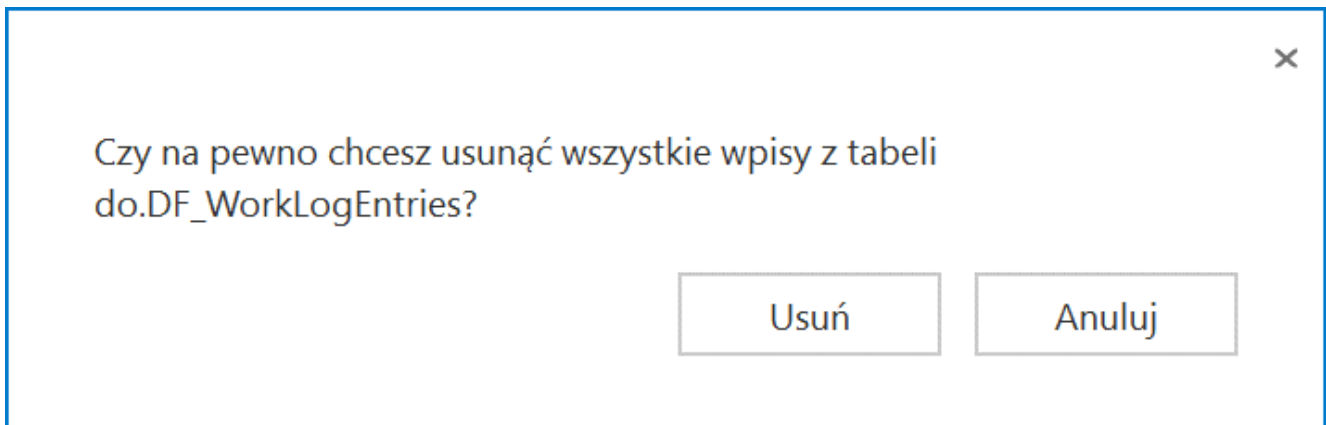 Czy na pewno chcesz usunąć wszystkie wpisy z tabeli
do.DF_WorkLogEntries?
Usuń Anuluj